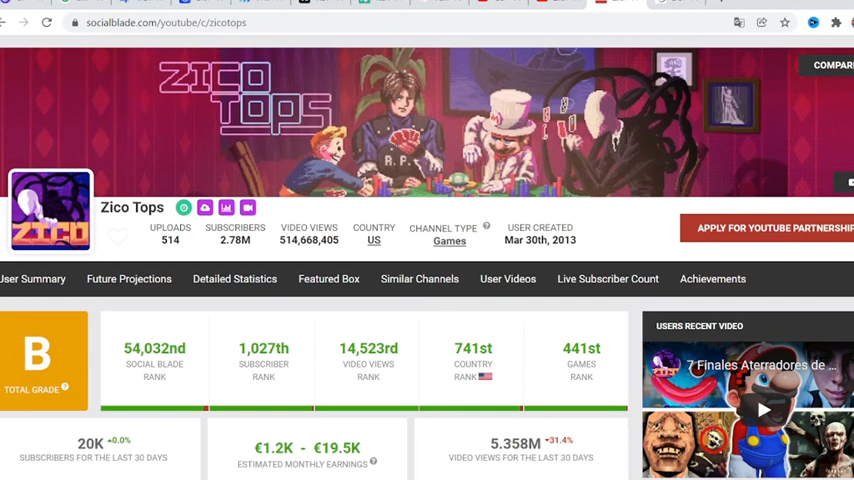 socialblade.com/youtube/c/zicotops
COMPARE
ZICO
TOPS
R.P.
ZICO
Zico Tops
UPLOADS
514
SUBSCRIBERS
2.78M
VIDEO VIEWS
514,668,405
COUNTRY
US
CHANNEL TYPE
Games
USER CREATED
Mar 30th, 2013
APPLY FOR YOUTUBE PARTNERSHIP
User Summary
Future Projections
Detailed Statistics
Featured Box
Similar Channels
User Videos
Live Subscriber Count
Achievements
B
TOTAL GRADE
54,032nd
SOCIAL BLADE
RANK
1,027th
SUBSCRIBER
RANK
14,523rd
VIDEO VIEWS
RANK
741st
COUNTRY
RANK
441st
GAMES
RANK
USERS RECENT VIDEO
7 Finales Aterradores de ...
20K +0.0%
SUBSCRIBERS FOR THE LAST 30 DAYS
€1.2K - €19.5K
ESTIMATED MONTHLY EARNINGS
5.358M -31.4%
VIDEO VIEWS FOR THE LAST 30 DAYS